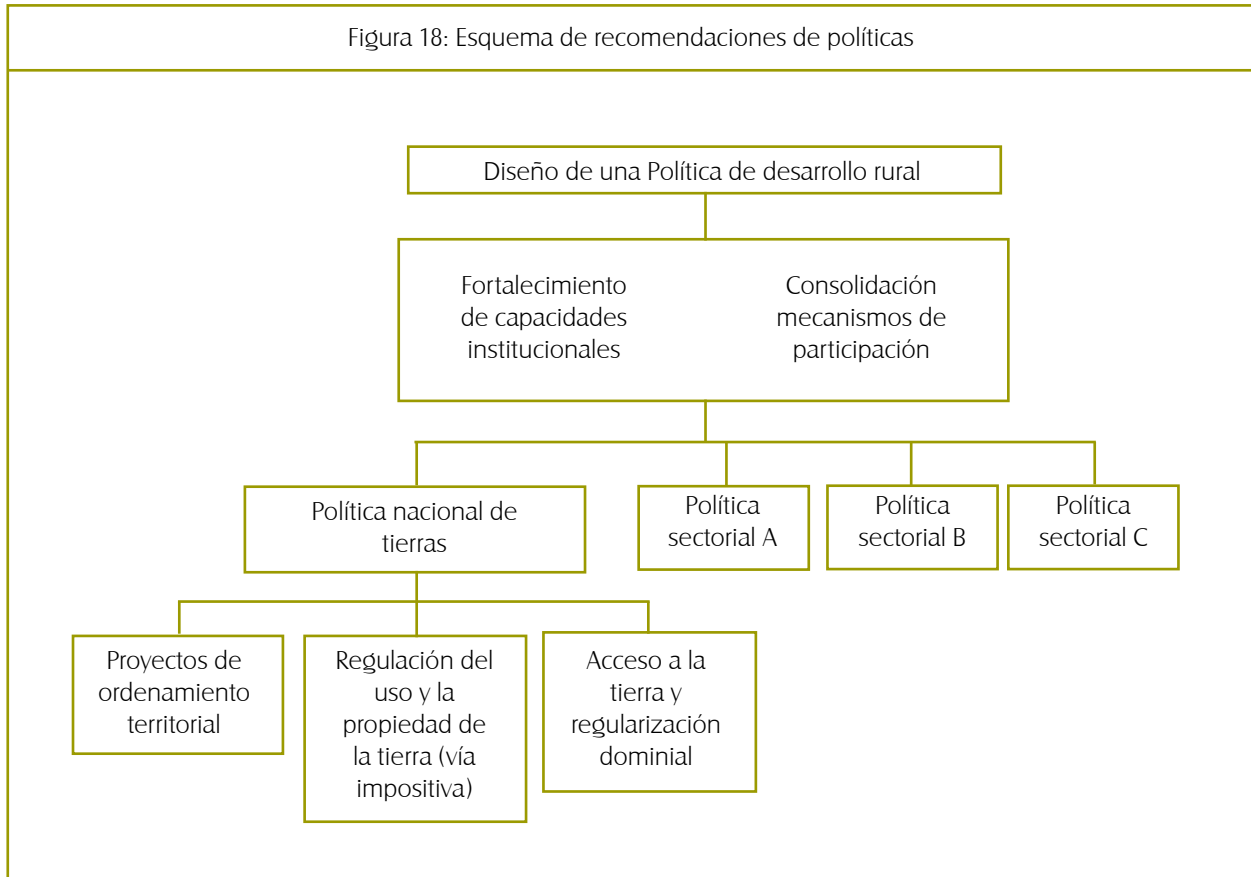 Figura 18: Esquema de recomendaciones de políticas
Diseño de una Política de desarrollo rural
Fortalecimiento
de capacidades
institucionales
Consolidación
mecanismos de
participación
Política nacional de
tierras
Política
sectorial A
Política
sectorial B
Política
sectorial C
Proyectos de
ordenamiento
territorial
Regulación del
uso y la
propiedad de
la tierra (vía
impositiva)
Acceso a la
tierra y
regularización
dominial